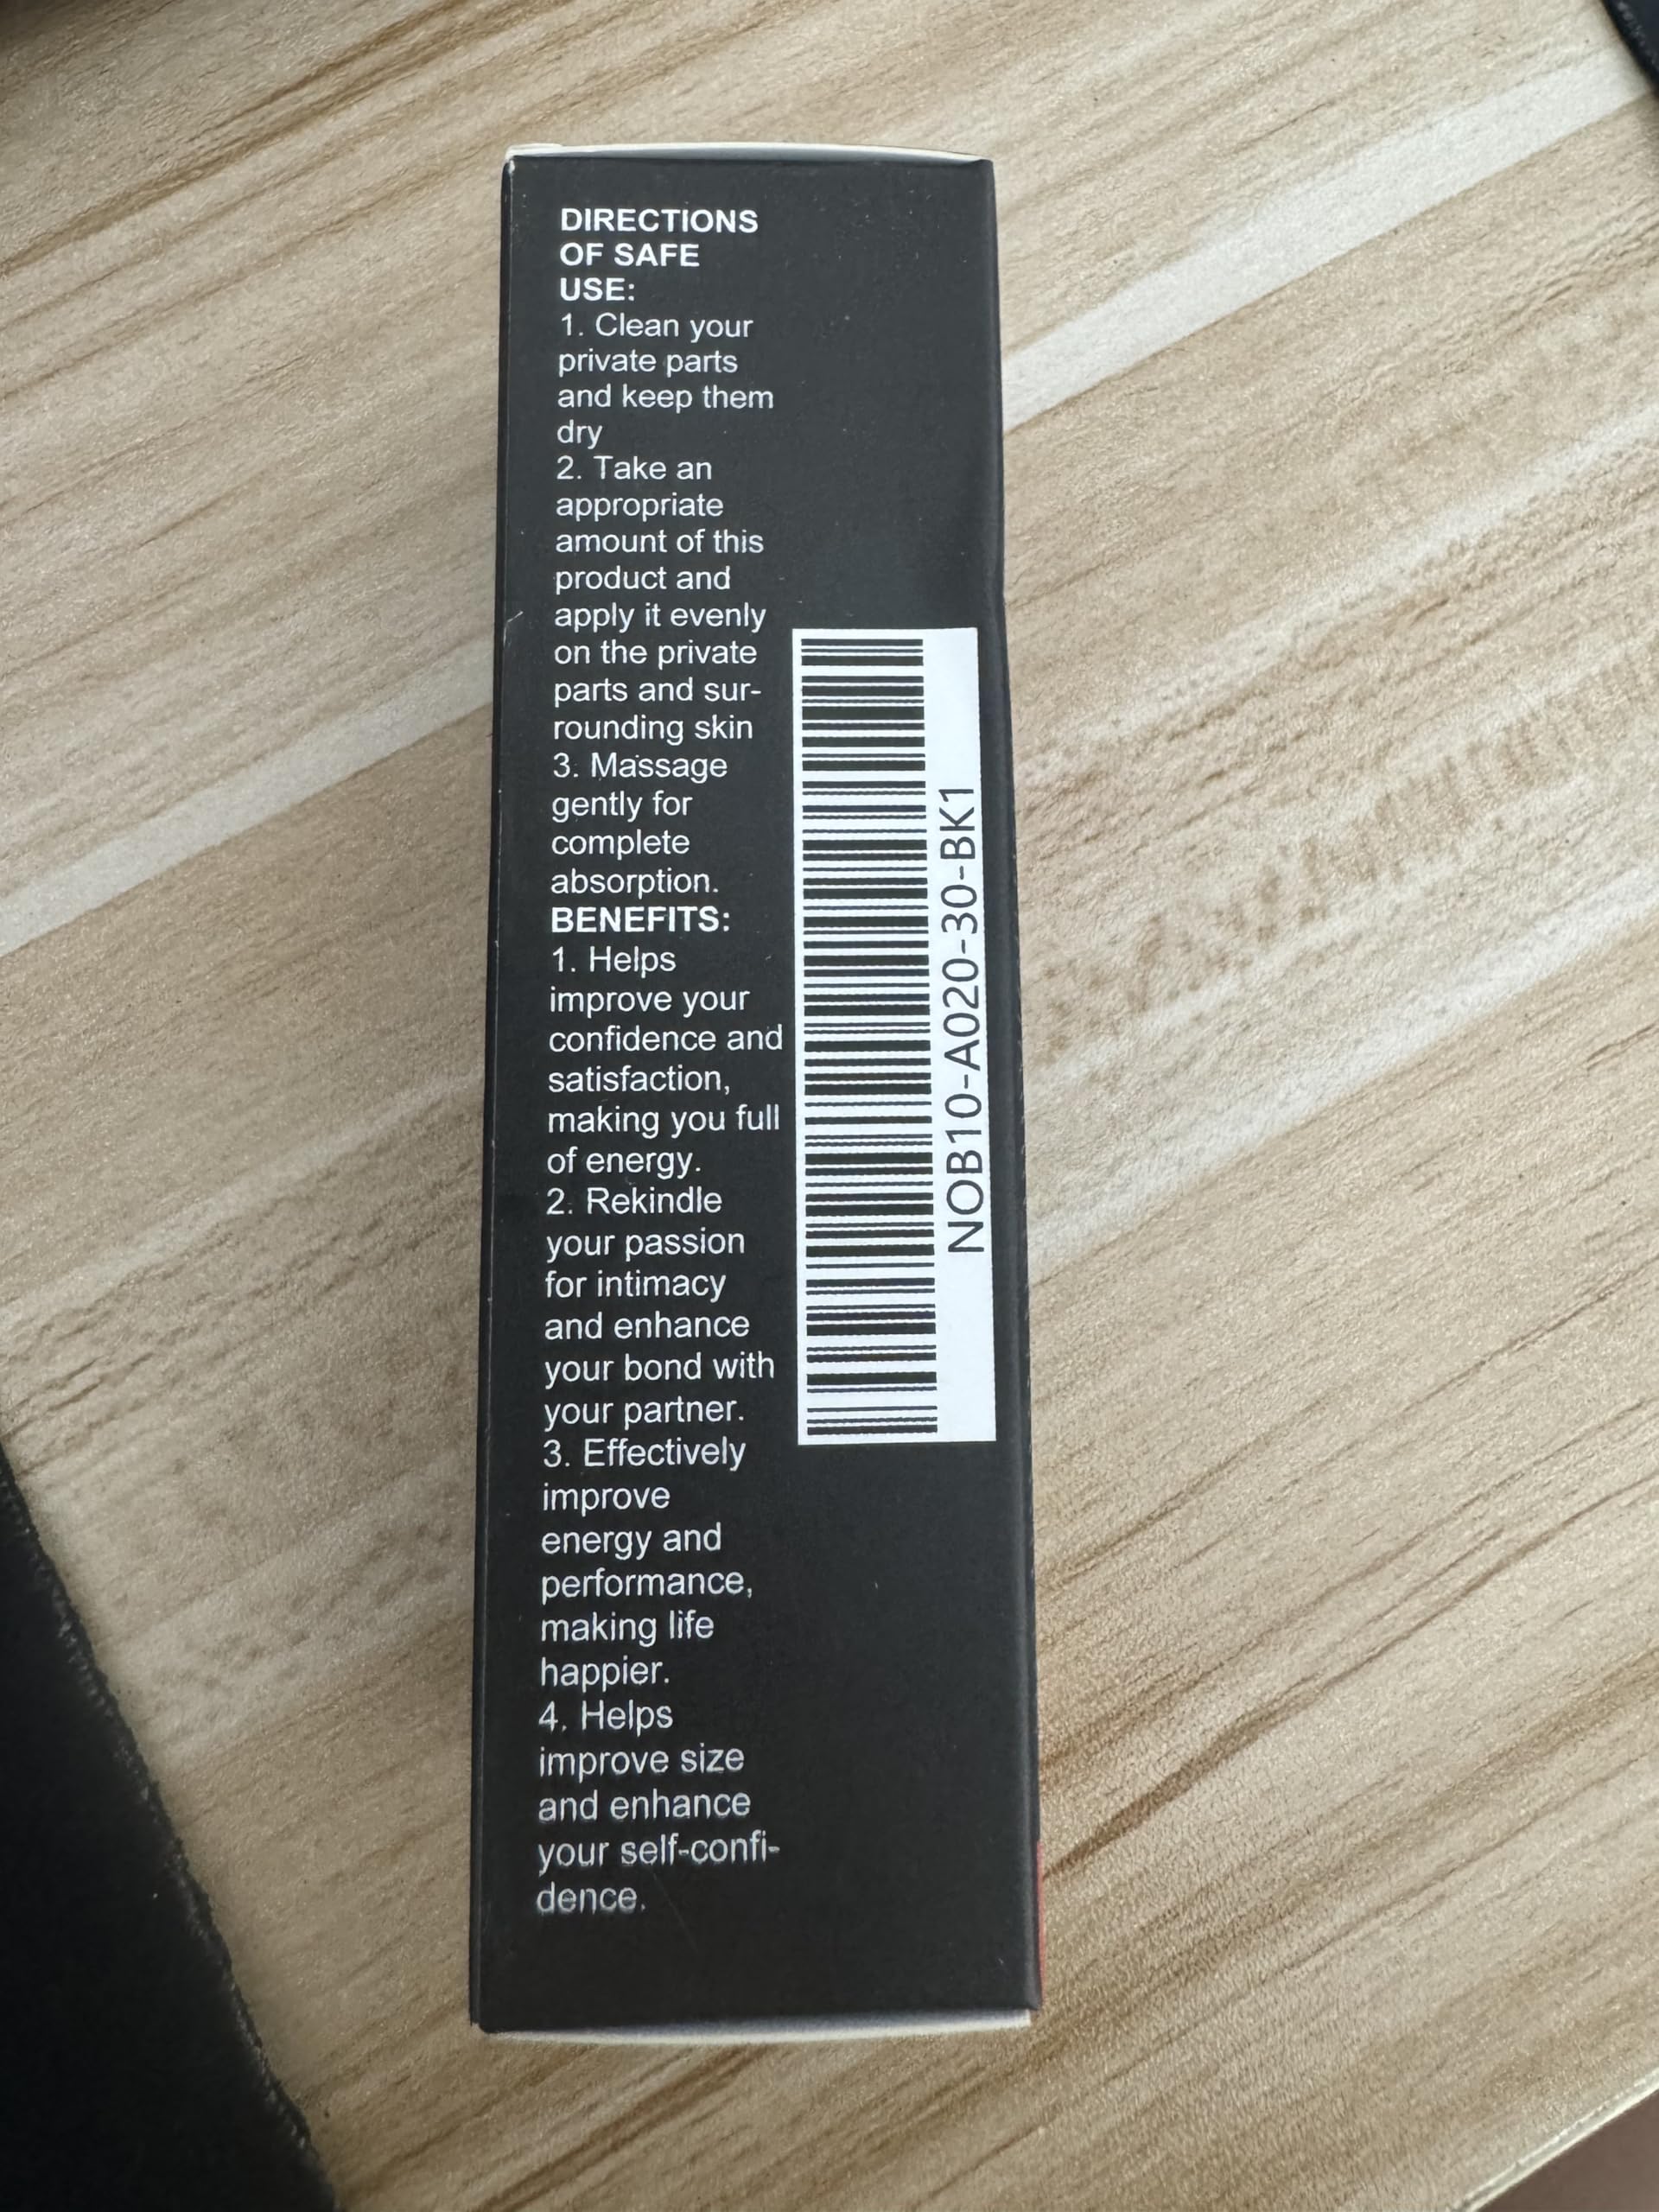 DIRECTIONS
OF SAFE
USE:
1. Clean your
private parts
and keep them
dry
2. Take an
appropriate
amount of this
product and
apply it evenly
on the private
parts and sur-
rounding skin
3. Massage
gently for
complete
absorption.
BENEFITS:
1. Helps
improve your
confidence and
satisfaction,
making you full
of energy.
2. Rekindle
your passion
for intimacy
and enhance
your bond with
your partner.
3. Effectively
improve
energy and
performance,
making life
happier.
4. Helps
improve size
and enhance
your self-confi-
dence.
NOB10-A020-30-BK1